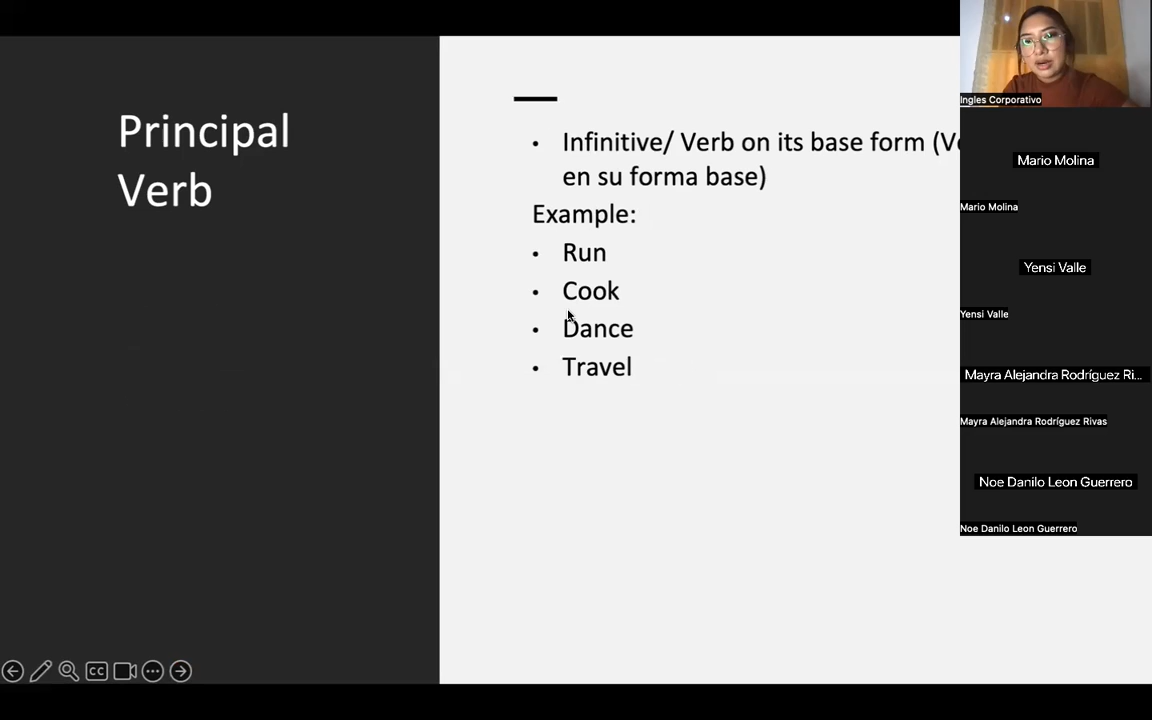 Principal
Verb
Infinitive/ Verb on its base form
en su forma base)
Example:
Run
Cook
Dance
Travel
Ingles Corporativo
Mario Molina
Mario Molina
Yensi Valle
Yensi Valle
Mayra Alejandra Rodríguez Ri...
Mayra Alejandra Rodríguez Rivas
Noe Danilo Leon Guerrero
Noe Danilo Leon Guerrero
CC